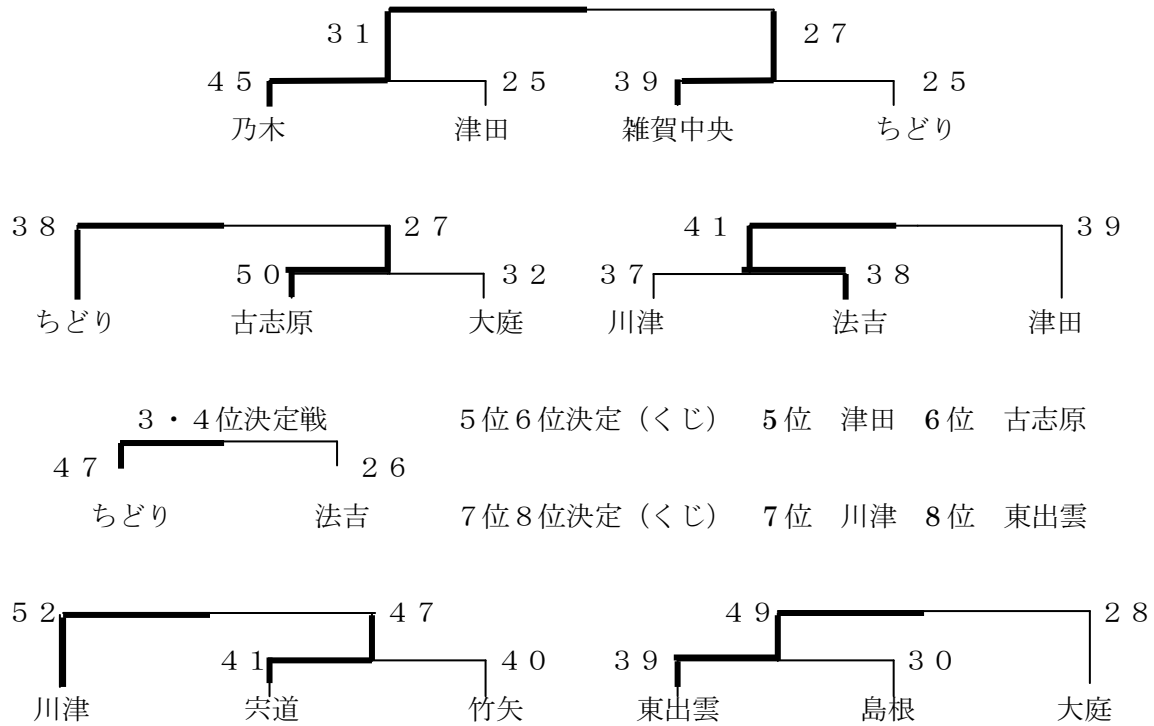 ３１ ２７
４５ ２５ ３９ ２５
乃木 津田 雑賀中央 ちどり
３８ ２７ ４１ ３９
５０ ３２ ３７ ３８
ちどり 古志原 大庭 川津 法吉 津田
３・４位決定戦 ５位６位決定（くじ） 5位 津田 6位 古志原
４７ ２６
ちどり 法吉 ７位８位決定（くじ） 7位 川津 8位 東出雲
５２ ４７ ４９ ２８
４１ ４０ ３９ ３０
川津 宍道 竹矢 東出雲 島根 大庭